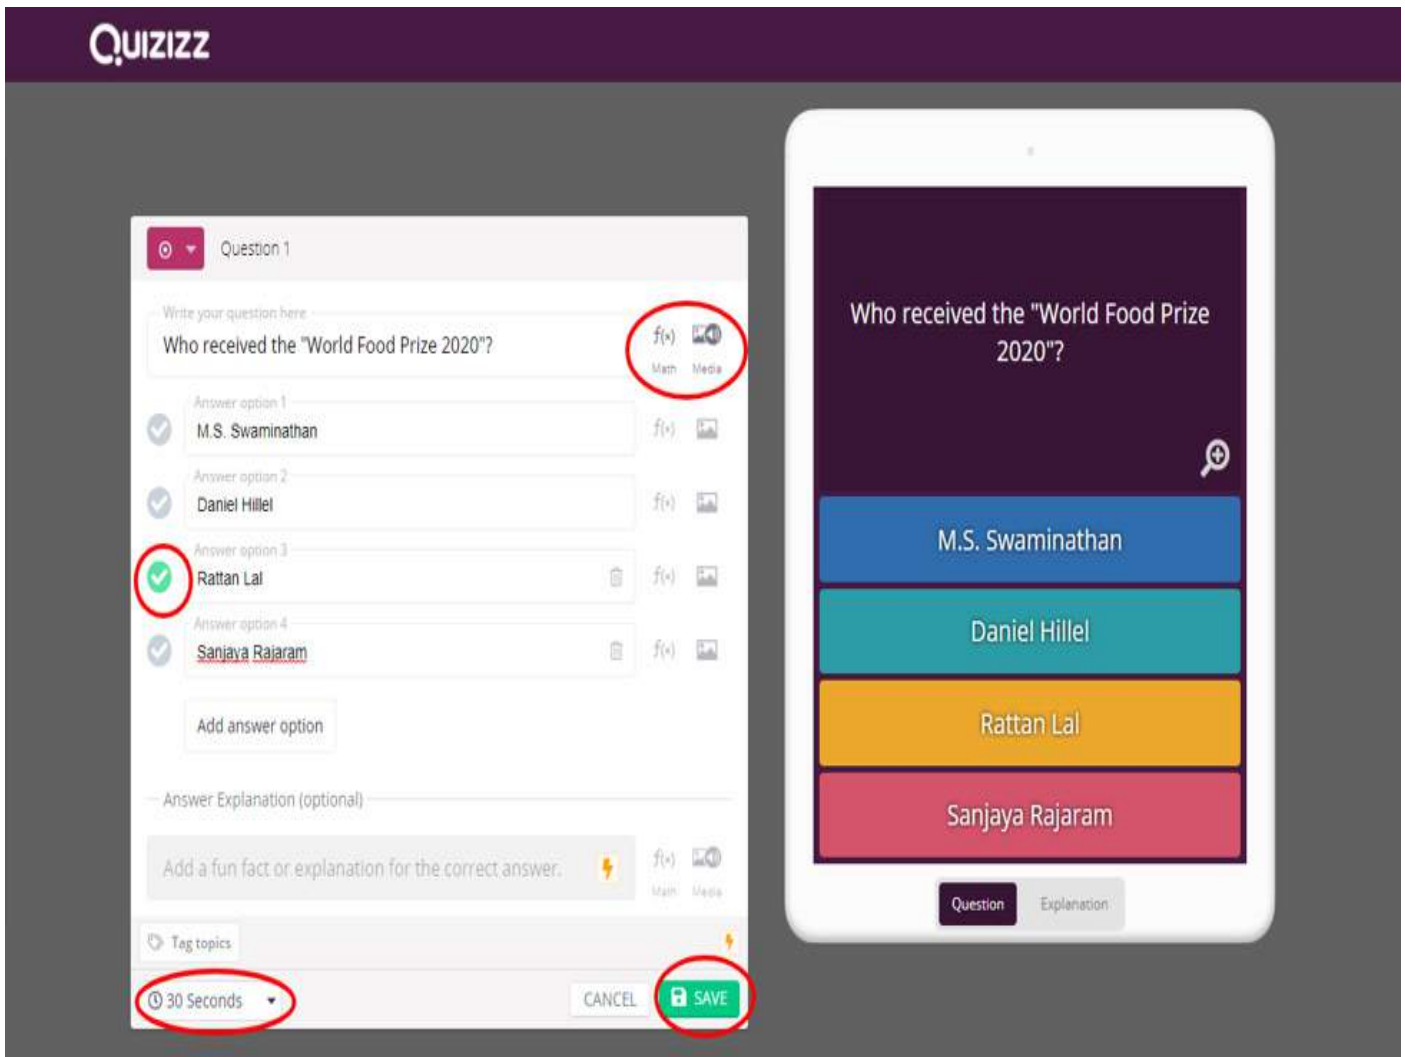 Quizizz
Question 1
Write your question here
Who received the "World Food Prize 2020"?
f(x)
Math Media
Answer option 1
M.S. Swaminathan
f(x)
Answer option 2
Daniel Hillel
f(x)
Answer option 3
Rattan Lal
f(x)
Answer option 4
Sanjaya Rajaram
f(x)
Add answer option
Answer Explanation (optional)
Add a fun fact or explanation for the correct answer.
f(x)
Math Media
Tag topics
30 Seconds
CANCEL
SAVE
Who received the "World Food Prize
2020"?
M.S. Swaminathan
Daniel Hillel
Rattan Lal
Sanjaya Rajaram
Question Explanation